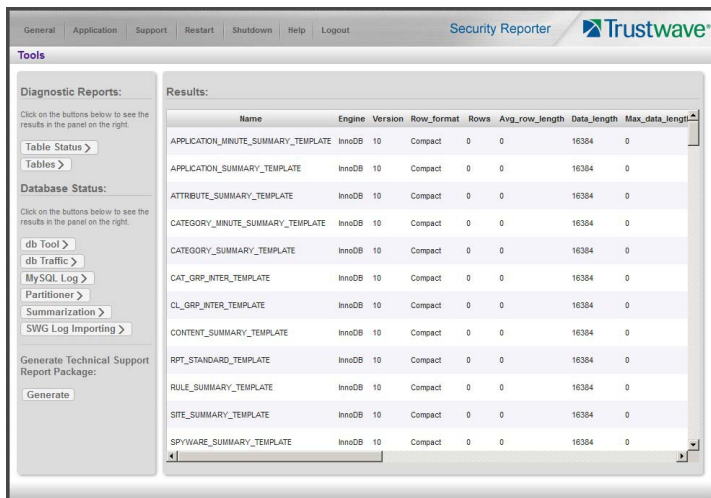 General Application Support Restart Shutdown Help Logout
Security Reporter
Trustwave®
Tools
Diagnostic Reports:
Click on the buttons below to see the
results in the panel on the right.
Table Status
Tables
Database Status:
Click on the buttons below to see the
results in the panel on the right.
db Tool
db Traffic
MySQL Log
Partitioner
Summarization
SWG Log Importing
Generate Technical Support
Report Package:
Generate
Results:
Name Engine Version Row_format Rows Avg_row_length Data_length Max_data_length
APPLICATION_MINUTE_SUMMARY_TEMPLATE InnoDB 10 Compact 0 0 16384 0
APPLICATION_SUMMARY_TEMPLATE InnoDB 10 Compact 0 0 16384 0
ATTRIBUTE_SUMMARY_TEMPLATE InnoDB 10 Compact 0 0 16384 0
CATEGORY_MINUTE_SUMMARY_TEMPLATE InnoDB 10 Compact 0 0 16384 0
CATEGORY_SUMMARY_TEMPLATE InnoDB 10 Compact 0 0 16384 0
CAT_GRP_INTER_TEMPLATE InnoDB 10 Compact 0 0 16384 0
CL_GRP_INTER_TEMPLATE InnoDB 10 Compact 0 0 16384 0
CONTENT_SUMMARY_TEMPLATE InnoDB 10 Compact 0 0 16384 0
RPT_STANDARD_TEMPLATE InnoDB 10 Compact 0 0 16384 0
RULE_SUMMARY_TEMPLATE InnoDB 10 Compact 0 0 16384 0
SITE_SUMMARY_TEMPLATE InnoDB 10 Compact 0 0 16384 0
SPYWARE_SUMMARY_TEMPLATE InnoDB 10 Compact 0 0 16384 0